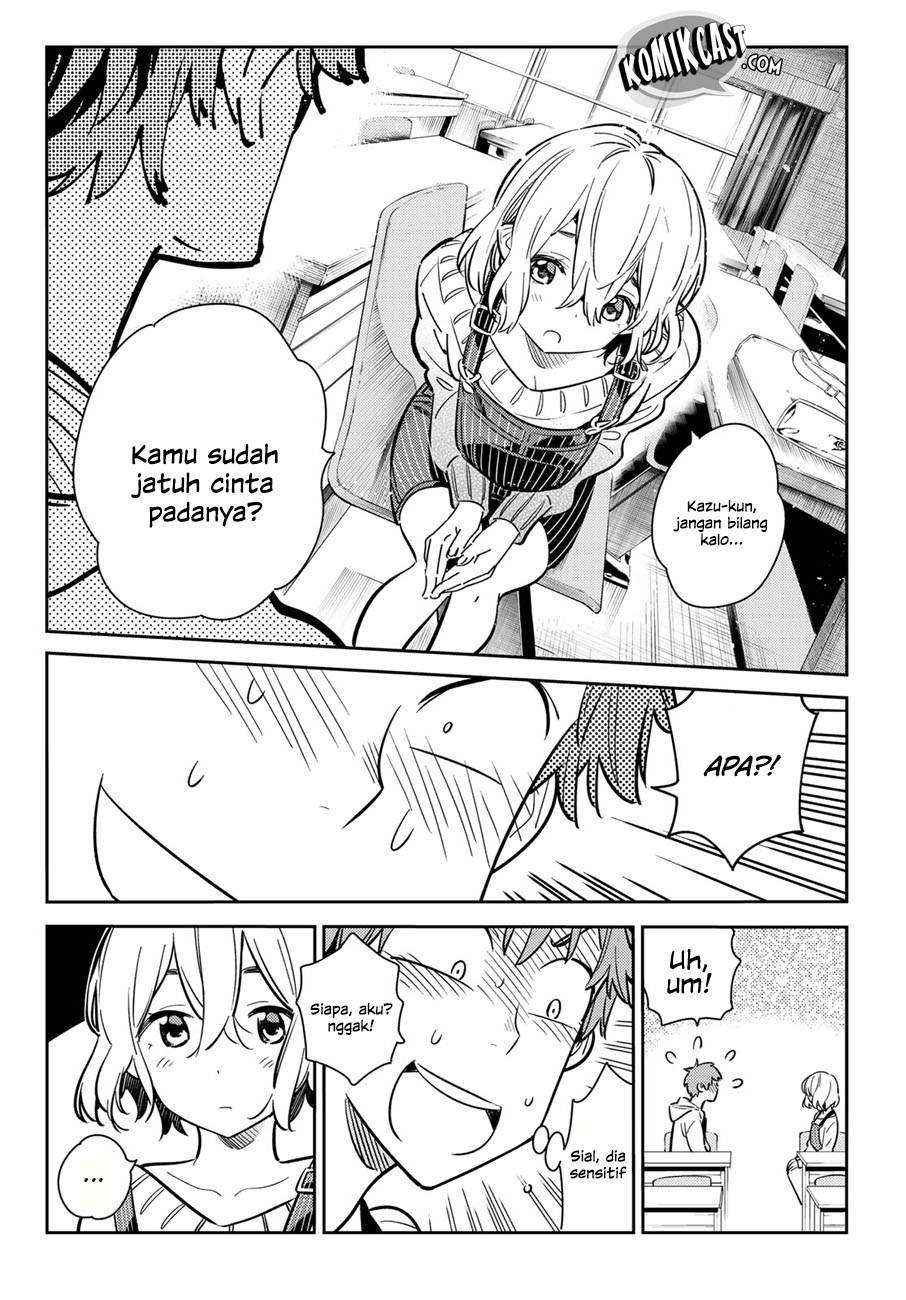 KOMIKCAST
.COM
Kazu-kun,
jangan bilang
kalo...
Kamu sudah
jatuh cinta
padanya?
APA?!
Uh,
um!
Siapa, aku?
nggak!
Sial, dia
sensitif
...